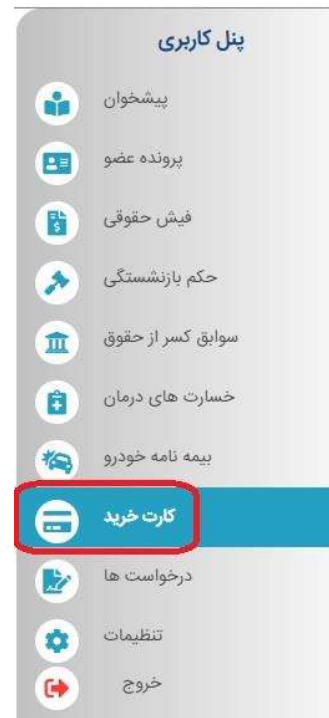 پنل کاربری
پیشخوان
پرونده عضو
فیش حقوقی
حکم بازنشستگی
سوابق کسر از حقوق
خسارت های درمان
بیمه نامه خودرو
کارت خرید
درخواست ها
تنظیمات
خروج